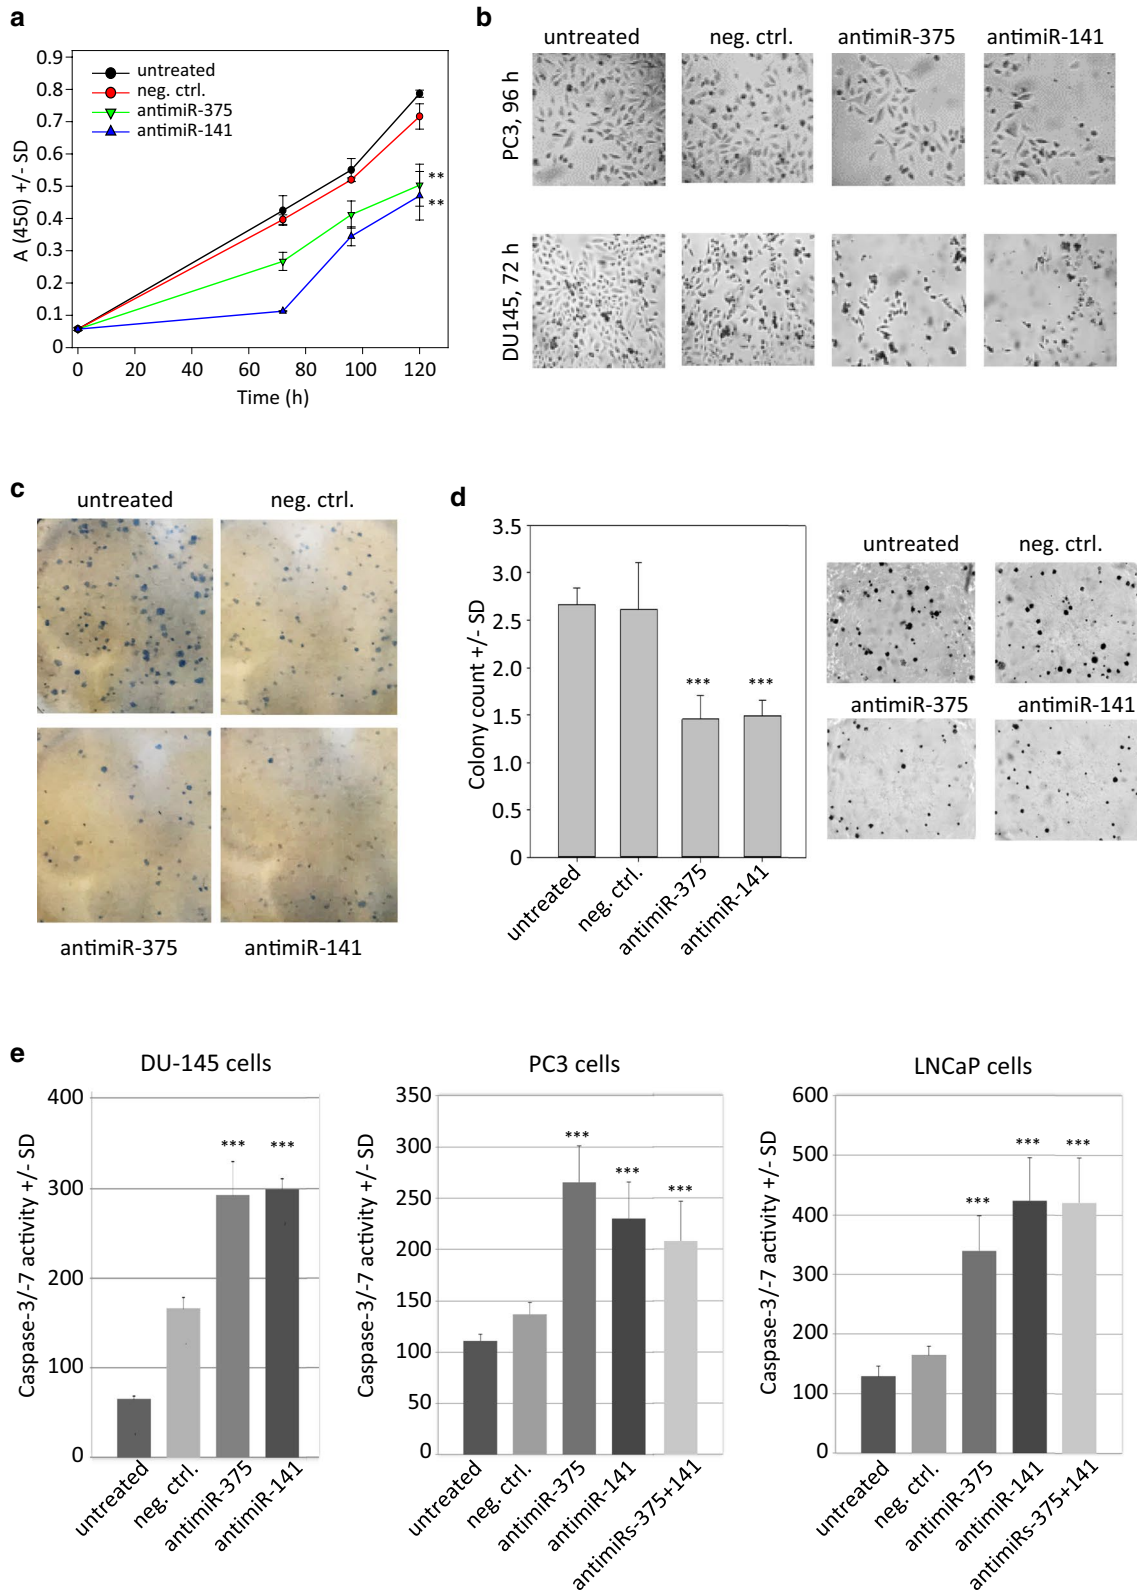 a
A (450) +/- SD
0.9
0.8
0.7
0.6
0.5
0.4
0.3
0.2
0.1
0
untreated
neg. ctrl.
antimiR-375
antimiR-141
**
**
0 20 40 60 80 100 120
Time (h)
b
untreated neg. ctrl. antimiR-375 antimiR-141
PC3, 96 h
DU145, 72 h
c
untreated neg. ctrl.
antimiR-375 antimiR-141
d
Colony count +/- SD
3.5
3.0
2.5
2.0
1.5
1.0
0.5
0
*** ***
untreated
neg. ctrl.
antimiR-375
antimiR-141
untreated neg. ctrl.
antimiR-375 antimiR-141
e
DU-145 cells
Caspase-3/-7 activity +/- SD
400
300
200
100
0
*** ***
untreated
neg. ctrl.
antimiR-375
antimiR-141
PC3 cells
Caspase-3/-7 activity +/- SD
350
300
250
200
150
100
50
0
***
***
***
untreated
neg. ctrl.
antimiR-375
antimiR-141
antimiRs-375+141
LNCaP cells
Caspase-3/-7 activity +/- SD
600
500
400
300
200
100
0
***
***
***
untreated
neg. ctrl.
antimiR-375
antimiR-141
antimiRs-375+141